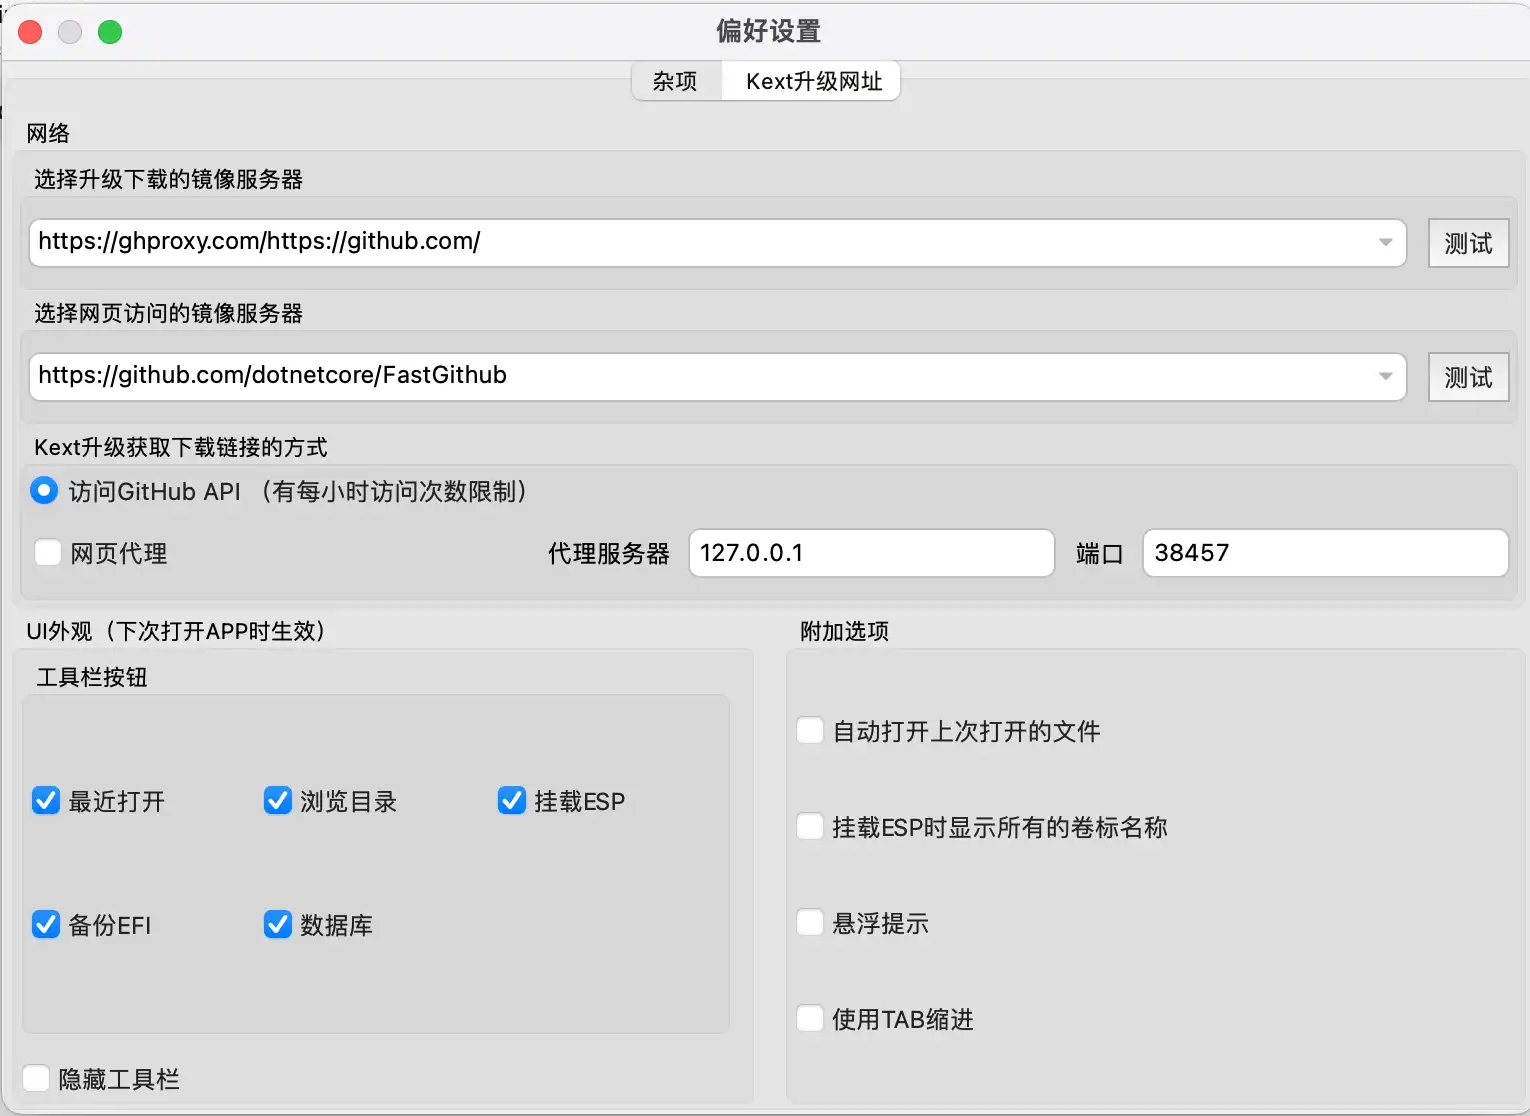 偏好设置
杂项 Kext升级网址
网络
选择升级下载的镜像服务器
https://ghproxy.com/https://github.com/ 测试
选择网页访问的镜像服务器
https://github.com/dotnetcore/FastGithub 测试
Kext升级获取下载链接的方式
访问GitHub API （有每小时访问次数限制）
网页代理 代理服务器 127.0.0.1 端口 38457
UI外观（下次打开APP时生效）
工具栏按钮
最近打开 浏览目录 挂载ESP
备份EFI 数据库
隐藏工具栏
附加选项
自动打开上次打开的文件
挂载ESP时显示所有的卷标名称
悬浮提示
使用TAB缩进